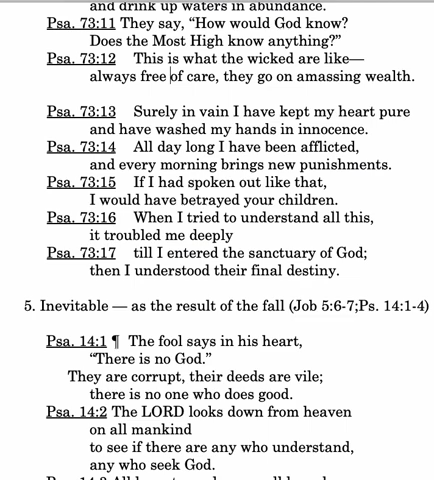 and drink up waters in abundance.
Psa. 73:11 They say, “How would God know?
Does the Most High know anything?”
Psa. 73:12 This is what the wicked are like—
always free of care, they go on amassing wealth.
Psa. 73:13 Surely in vain I have kept my heart pure
and have washed my hands in innocence.
Psa. 73:14 All day long I have been afflicted,
and every morning brings new punishments.
Psa. 73:15 If I had spoken out like that,
I would have betrayed your children.
Psa. 73:16 When I tried to understand all this,
it troubled me deeply
Psa. 73:17 till I entered the sanctuary of God;
then I understood their final destiny.
5. Inevitable — as the result of the fall (Job 5:6-7;Ps. 14:1-4)
Psa. 14:1 ¶ The fool says in his heart,
“There is no God.”
They are corrupt, their deeds are vile;
there is no one who does good.
Psa. 14:2 The LORD looks down from heaven
on all mankind
to see if there are any who understand,
any who seek God.